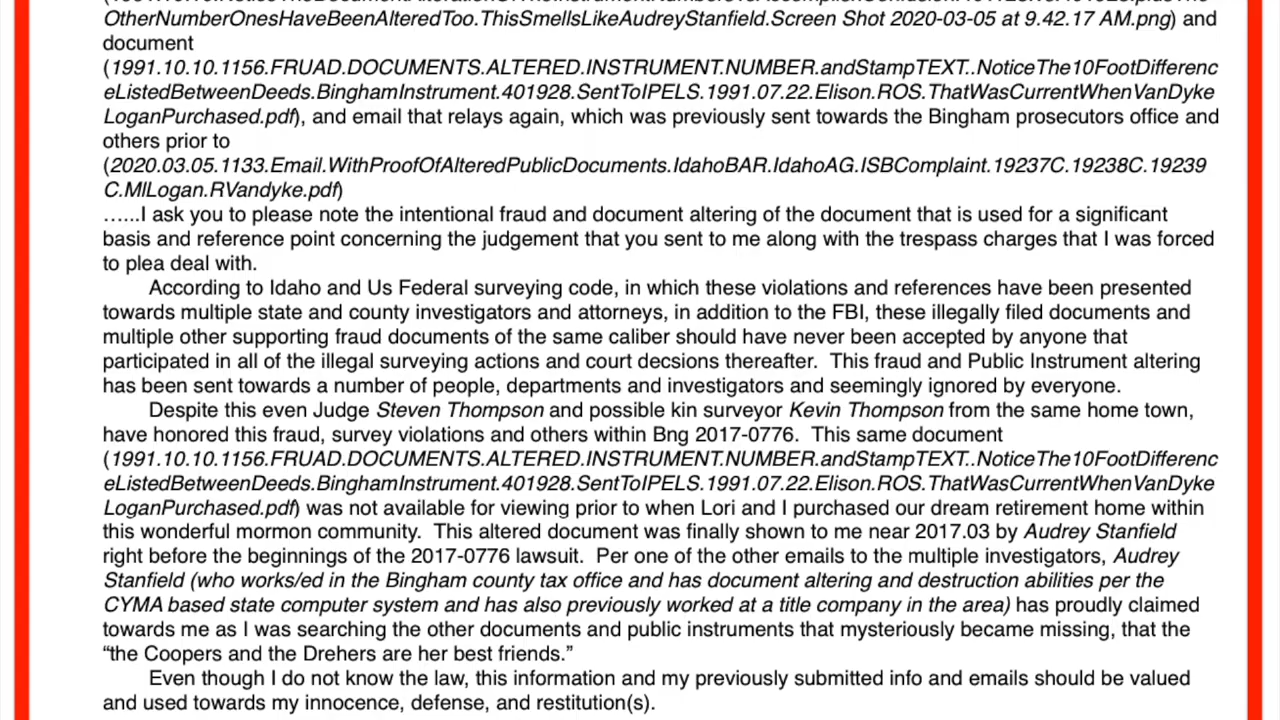 OtherNumberOnesHaveBeenAlteredToo.ThisSmellsLikeAudreyStanfield.Screen Shot 2020-03-05 at 9.42.17 AM.png) and
document
(1991.10.10.1156.FRUAD.DOCUMENTS.ALTERED.INSTRUMENT.NUMBER.andStampTEXT..NoticeThe10FootDifferenc
eListedBetweenDeeds.BinghamInstrument.401928.SentToIPELS.1991.07.22.Elison.ROS.ThatWasCurrentWhenVanDyke
LoganPurchased.pdf), and email that relays again, which was previously sent towards the Bingham prosecutors office and
others prior to
(2020.03.05.1133.Email.WithProofOfAlteredPublicDocuments.IdahoBAR.IdahoAG.ISBComplaint.19237C.19238C.19239
C.MlLogan.RVandyke.pdf)
…...I ask you to please note the intentional fraud and document altering of the document that is used for a significant
basis and reference point concerning the judgement that you sent to me along with the trespass charges that I was forced
to plea deal with.
According to Idaho and Us Federal surveying code, in which these violations and references have been presented
towards multiple state and county investigators and attorneys, in addition to the FBI, these illegally filed documents and
multiple other supporting fraud documents of the same caliber should have never been accepted by anyone that
participated in all of the illegal surveying actions and court decsions thereafter.  This fraud and Public Instrument altering
has been sent towards a number of people, departments and investigators and seemingly ignored by everyone.
Despite this even Judge Steven Thompson and possible kin surveyor Kevin Thompson from the same home town,
have honored this fraud, survey violations and others within Bng 2017-0776.  This same document
(1991.10.10.1156.FRUAD.DOCUMENTS.ALTERED.INSTRUMENT.NUMBER.andStampTEXT..NoticeThe10FootDifferenc
eListedBetweenDeeds.BinghamInstrument.401928.SentToIPELS.1991.07.22.Elison.ROS.ThatWasCurrentWhenVanDyke
LoganPurchased.pdf) was not available for viewing prior to when Lori and I purchased our dream retirement home within
this wonderful mormon community.  This altered document was finally shown to me near 2017.03 by Audrey Stanfield
right before the beginnings of the 2017-0776 lawsuit.  Per one of the other emails to the multiple investigators, Audrey
Stanfield (who works/ed in the Bingham county tax office and has document altering and destruction abilities per the
CYMA based state computer system and has also previously worked at a title company in the area) has proudly claimed
towards me as I was searching the other documents and public instruments that mysteriously became missing, that the
“the Coopers and the Drehers are her best friends.”
Even though I do not know the law, this information and my previously submitted info and emails should be valued
and used towards my innocence, defense, and restitution(s).